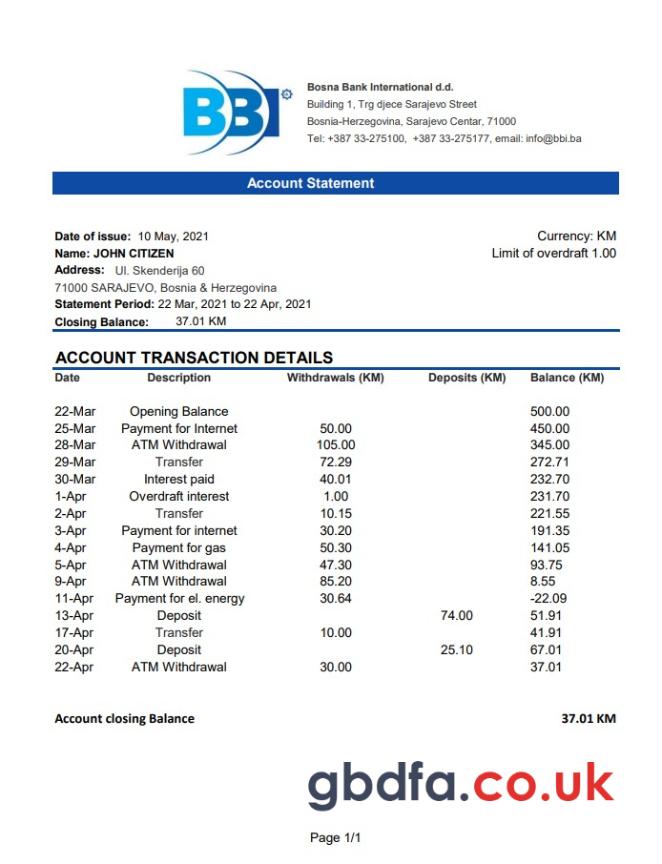 BBI
Bosna Bank International d.d.
Building 1, Trg djece Sarajevo Street
Bosnia-Herzegovina, Sarajevo Centar, 71000
Tel: +387 33-275100, +387 33-275177, email: info@bbi.ba
Account Statement
Date of issue: 10 May, 2021 Currency: KM
Name: JOHN CITIZEN Limit of overdraft 1.00
Address: Ul. Skenderija 60
71000 SARAJEVO, Bosnia & Herzegovina
Statement Period: 22 Mar, 2021 to 22 Apr, 2021
Closing Balance: 37.01 KM
ACCOUNT TRANSACTION DETAILS
Date Description Withdrawals (KM) Deposits (KM) Balance (KM)
22-Mar Opening Balance 500.00
25-Mar Payment for Internet 50.00 450.00
28-Mar ATM Withdrawal 105.00 345.00
29-Mar Transfer 72.29 272.71
30-Mar Interest paid 40.01 232.70
1-Apr Overdraft interest 1.00 231.70
2-Apr Transfer 10.15 221.55
3-Apr Payment for internet 30.20 191.35
4-Apr Payment for gas 50.30 141.05
5-Apr ATM Withdrawal 47.30 93.75
9-Apr ATM Withdrawal 85.20 8.55
11-Apr Payment for el. energy 30.64 -22.09
13-Apr Deposit 74.00 51.91
17-Apr Transfer 10.00 41.91
20-Apr Deposit 25.10 67.01
22-Apr ATM Withdrawal 30.00 37.01
Account closing Balance 37.01 KM
gbdfa.co.uk
Page 1/1